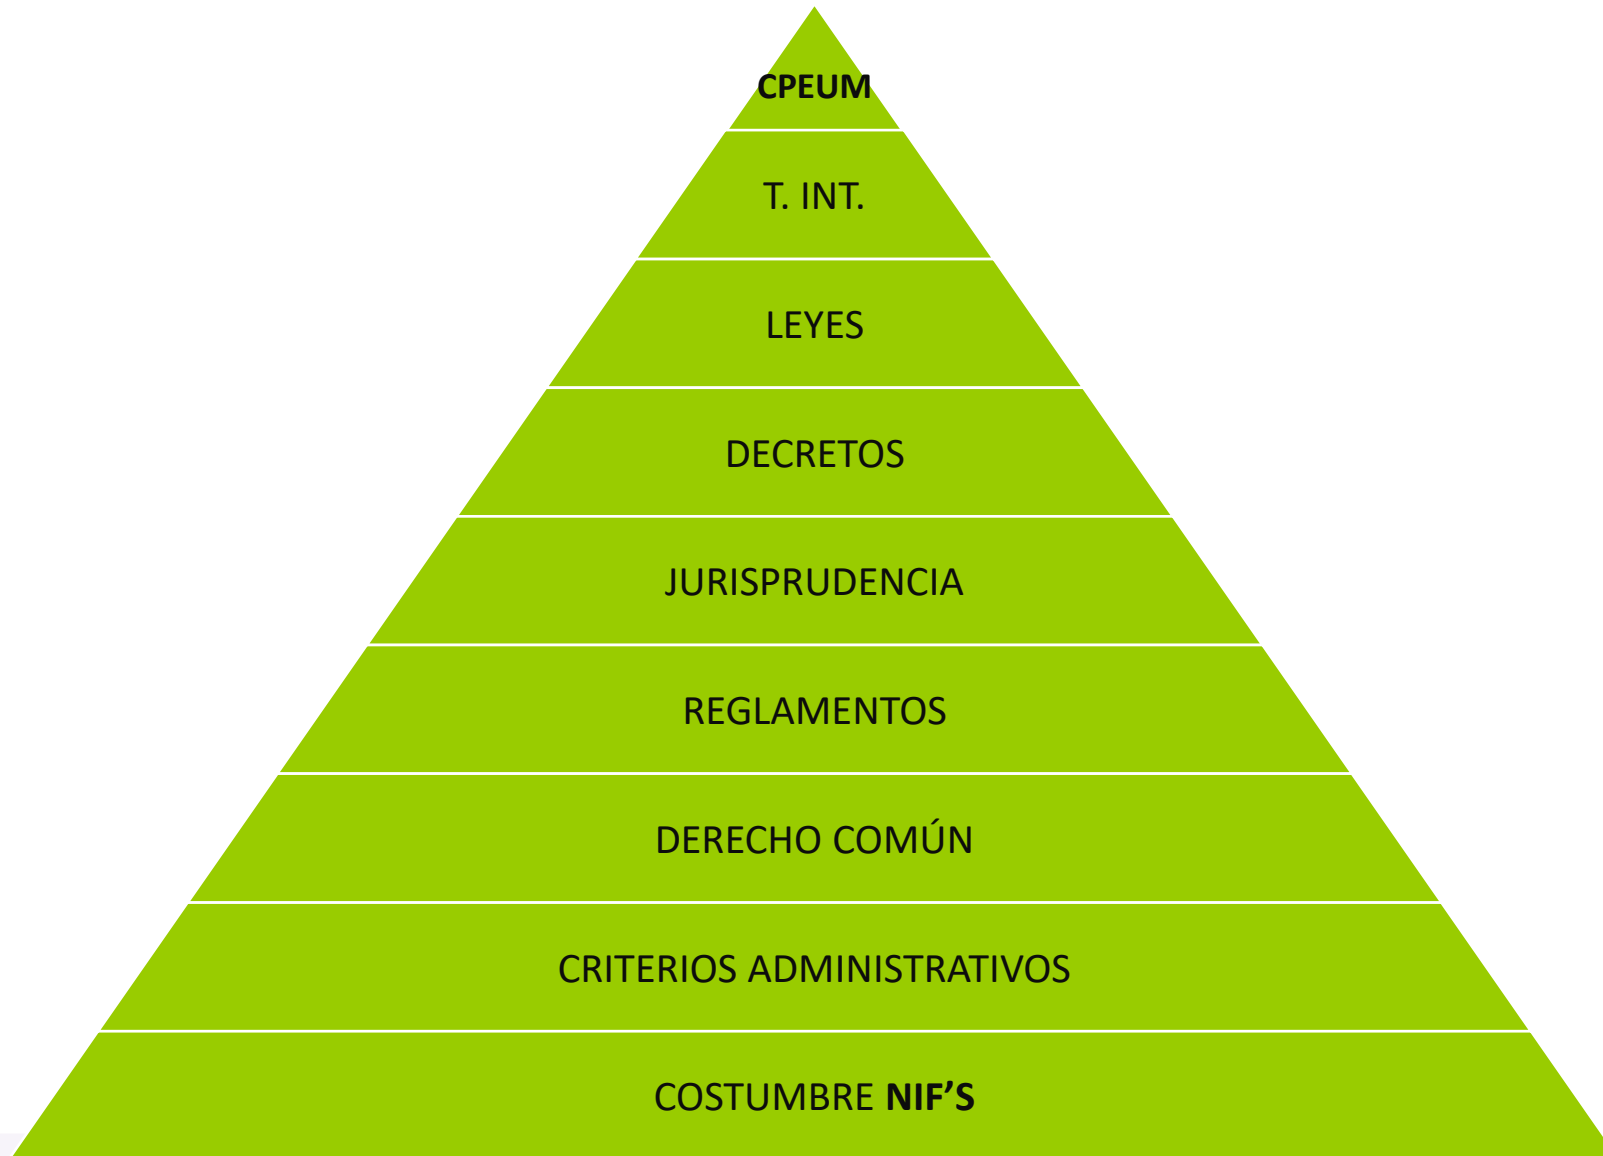 CPEUM
T. INT.
LEYES
DECRETOS
JURISPRUDENCIA
REGLAMENTOS
DERECHO COMÚN
CRITERIOS ADMINISTRATIVOS
COSTUMBRE NIF’S